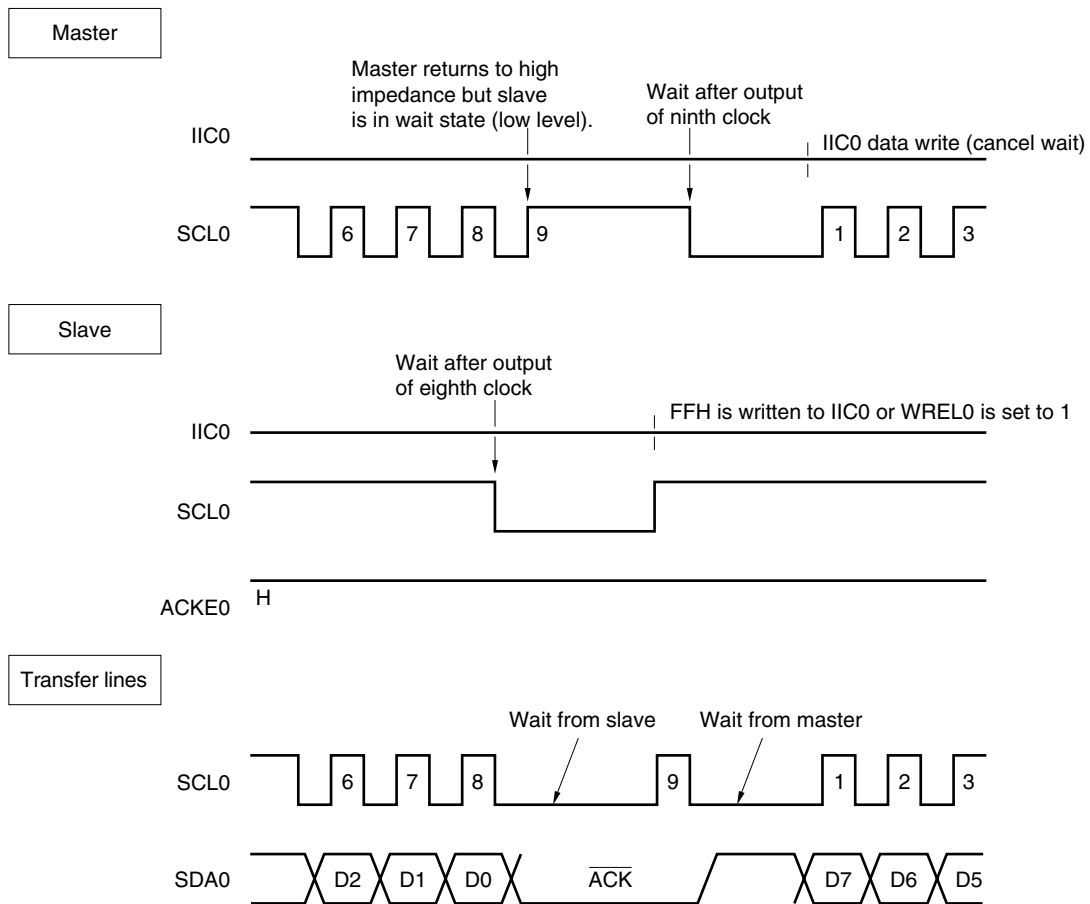 Master
Master returns to high
impedance but slave
is in wait state (low level).
Wait after output
of ninth clock
IIC0
IIC0 data write (cancel wait)
SCL0
6 7 8 9 1 2 3
Slave
Wait after output
of eighth clock
FFH is written to IIC0 or WREL0 is set to 1
IIC0
SCL0
ACKE0
H
Transfer lines
Wait from slave
Wait from master
SCL0
6 7 8 9 1 2 3
SDA0
D2 D1 D0 ACK D7 D6 D5